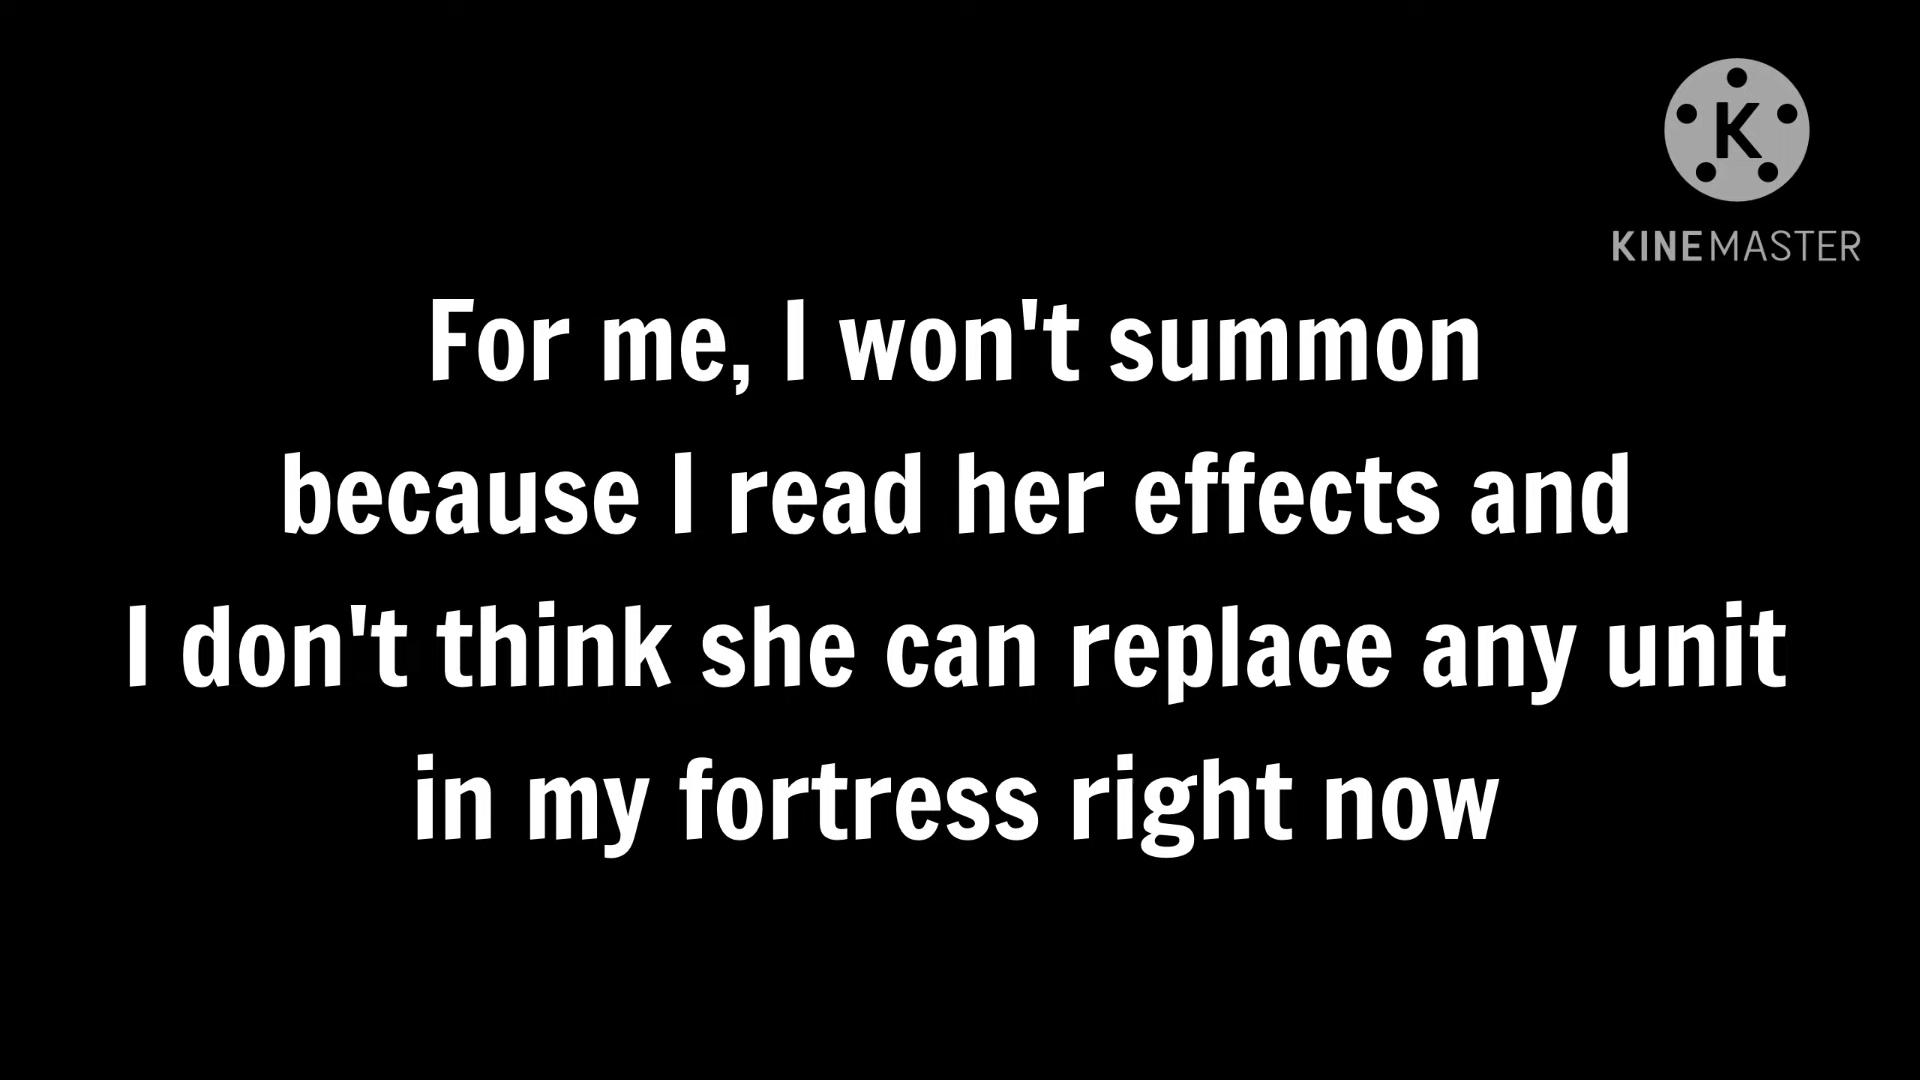 K
KINEMASTER
For me, I won't summon
because I read her effects and
I don't think she can replace any unit
in my fortress right now